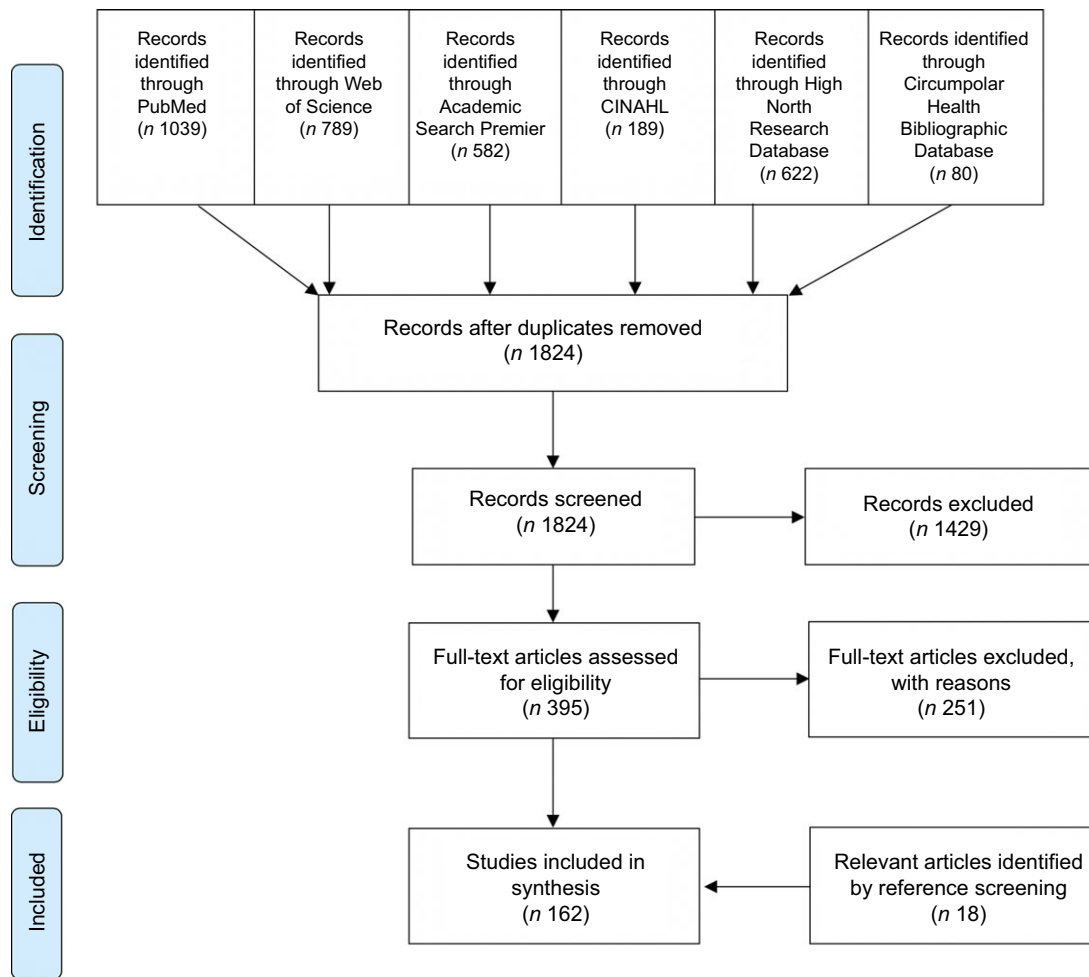 Identification
Records
identified
through
PubMed
(n 1039)
Records
identified
through Web
of Science
(n 789)
Records
identified
through
Academic
Search Premier
(n 582)
Records
identified
through
CINAHL
(n 189)
Records
identified
through High
North
Research
Database
(n 622)
Records identified
through
Circumpolar
Health
Bibliographic
Database
(n 80)
Records after duplicates removed
(n 1824)
Screening
Records screened
(n 1824)
Records excluded
(n 1429)
Eligibility
Full-text articles assessed
for eligibility
(n 395)
Full-text articles excluded,
with reasons
(n 251)
Included
Studies included in
synthesis
(n 162)
Relevant articles identified
by reference screening
(n 18)